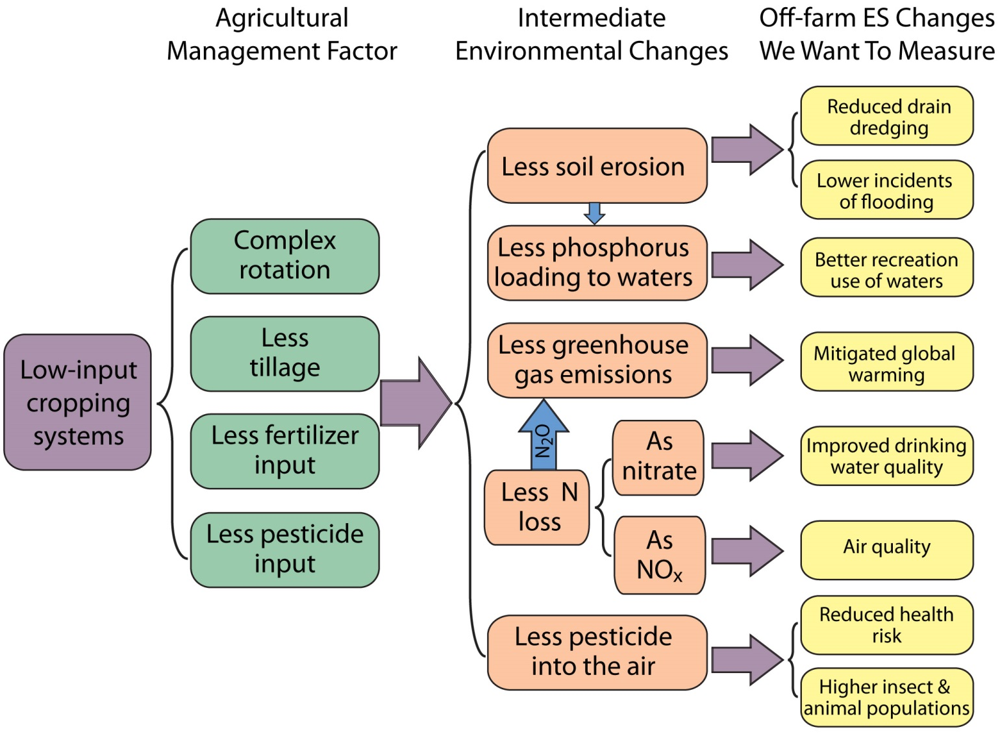 Agricultural
Management Factor
Intermediate
Environmental Changes
Off-farm ES Changes
We Want To Measure
Low-input
cropping
systems
Complex
rotation
Less
tillage
Less fertilizer
input
Less pesticide
input
Less soil erosion
Less phosphorus
loading to waters
Less greenhouse
gas emissions
N₂O
Less N
loss
As
nitrate
As
NOₓ
Less pesticide
into the air
Reduced drain
dredging
Lower incidents
of flooding
Better recreation
use of waters
Mitigated global
warming
Improved drinking
water quality
Air quality
Reduced health
risk
Higher insect &
animal populations